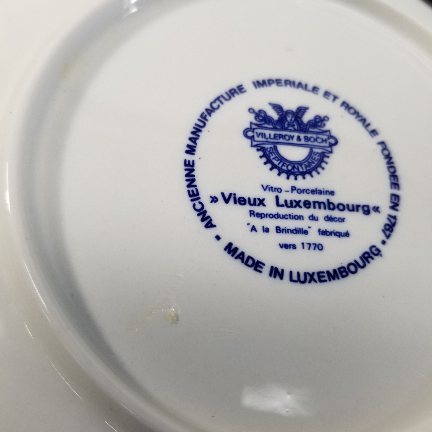 ANCIENNE MANUFACTURE IMPERIALE ET ROYALE FONDEE EN 1767
VILLEROY & BOCH
SEPTFONTAINES
Vitro-Porcelaine
»Vieux Luxembourg«
Reproduction du décor
"A la Brindille" fabriqué
vers 1770
MADE IN LUXEMBOURG